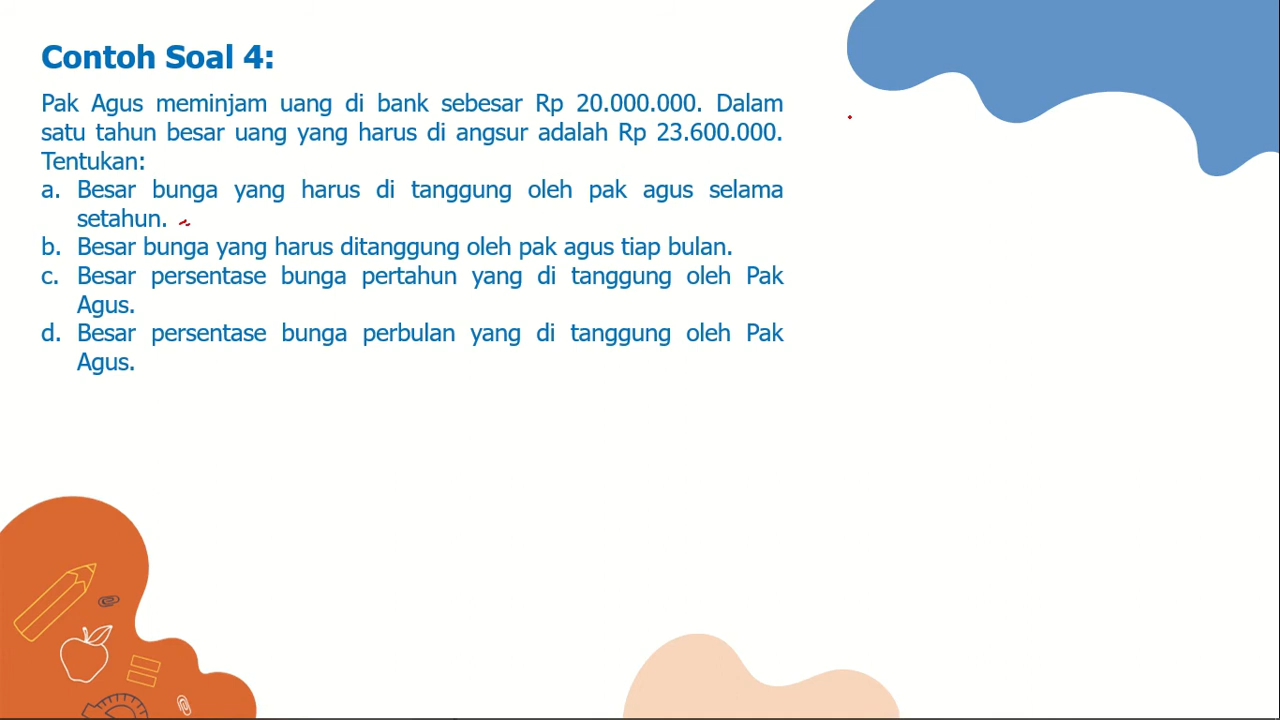 Contoh Soal 4:
Pak Agus meminjam uang di bank sebesar Rp 20.000.000. Dalam
satu tahun besar uang yang harus di angsur adalah Rp 23.600.000.
Tentukan:
a. Besar bunga yang harus di tanggung oleh pak agus selama
setahun.
b. Besar bunga yang harus ditanggung oleh pak agus tiap bulan.
c. Besar persentase bunga pertahun yang di tanggung oleh Pak
Agus.
d. Besar persentase bunga perbulan yang di tanggung oleh Pak
Agus.